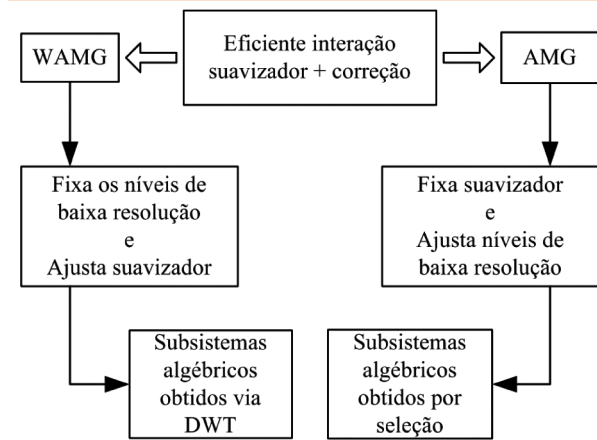 WAMG
Eficiente interação
suavizador + correção
AMG
Fixa os níveis de
baixa resolução
e
Ajusta suavizador
Fixa suavizador
e
Ajusta níveis de
baixa resolução
Subsistemas
algébricos
obtidos via
DWT
Subsistemas
algébricos
obtidos por
seleção